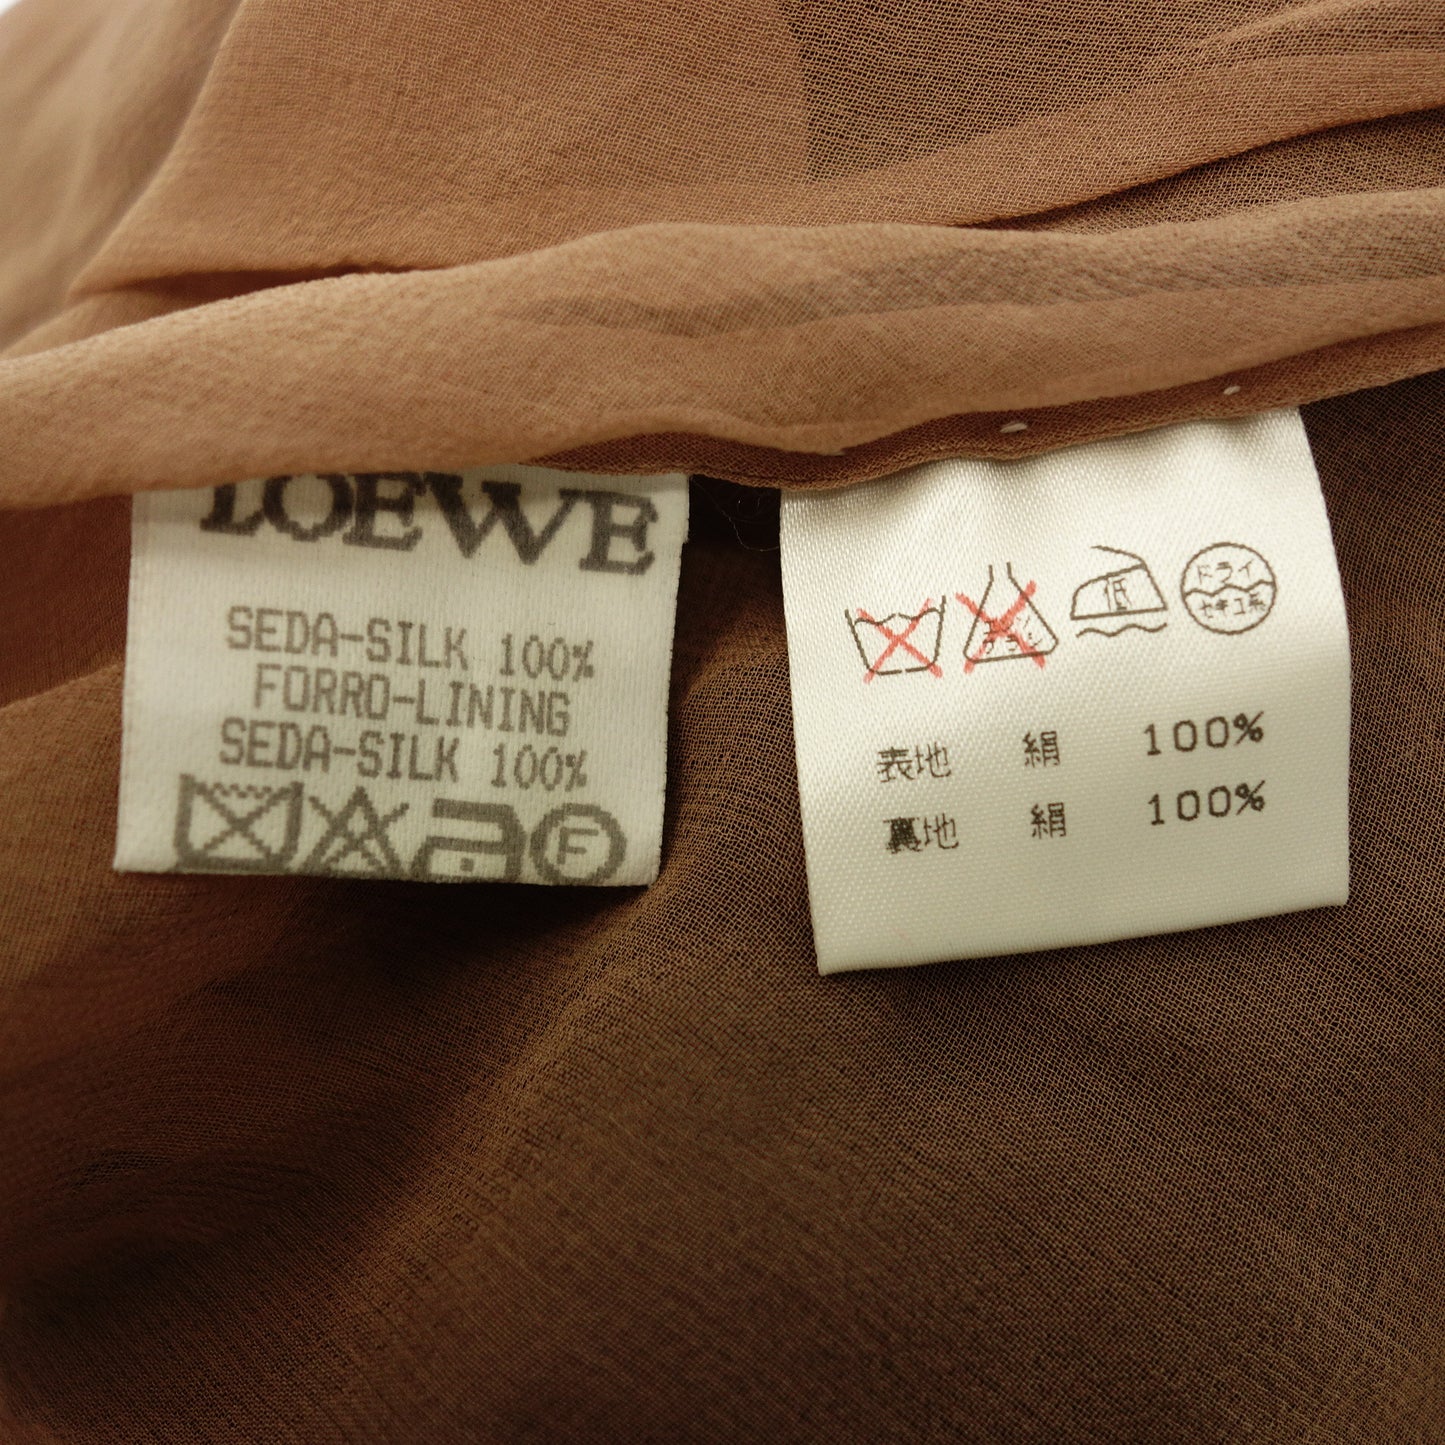 LOEWE
SEDA-SILK 100%
FORRO-LINING
SEDA-SILK 100%
F
低
ドライ
セキユ系
表地 絹 100%
裏地 絹 100%